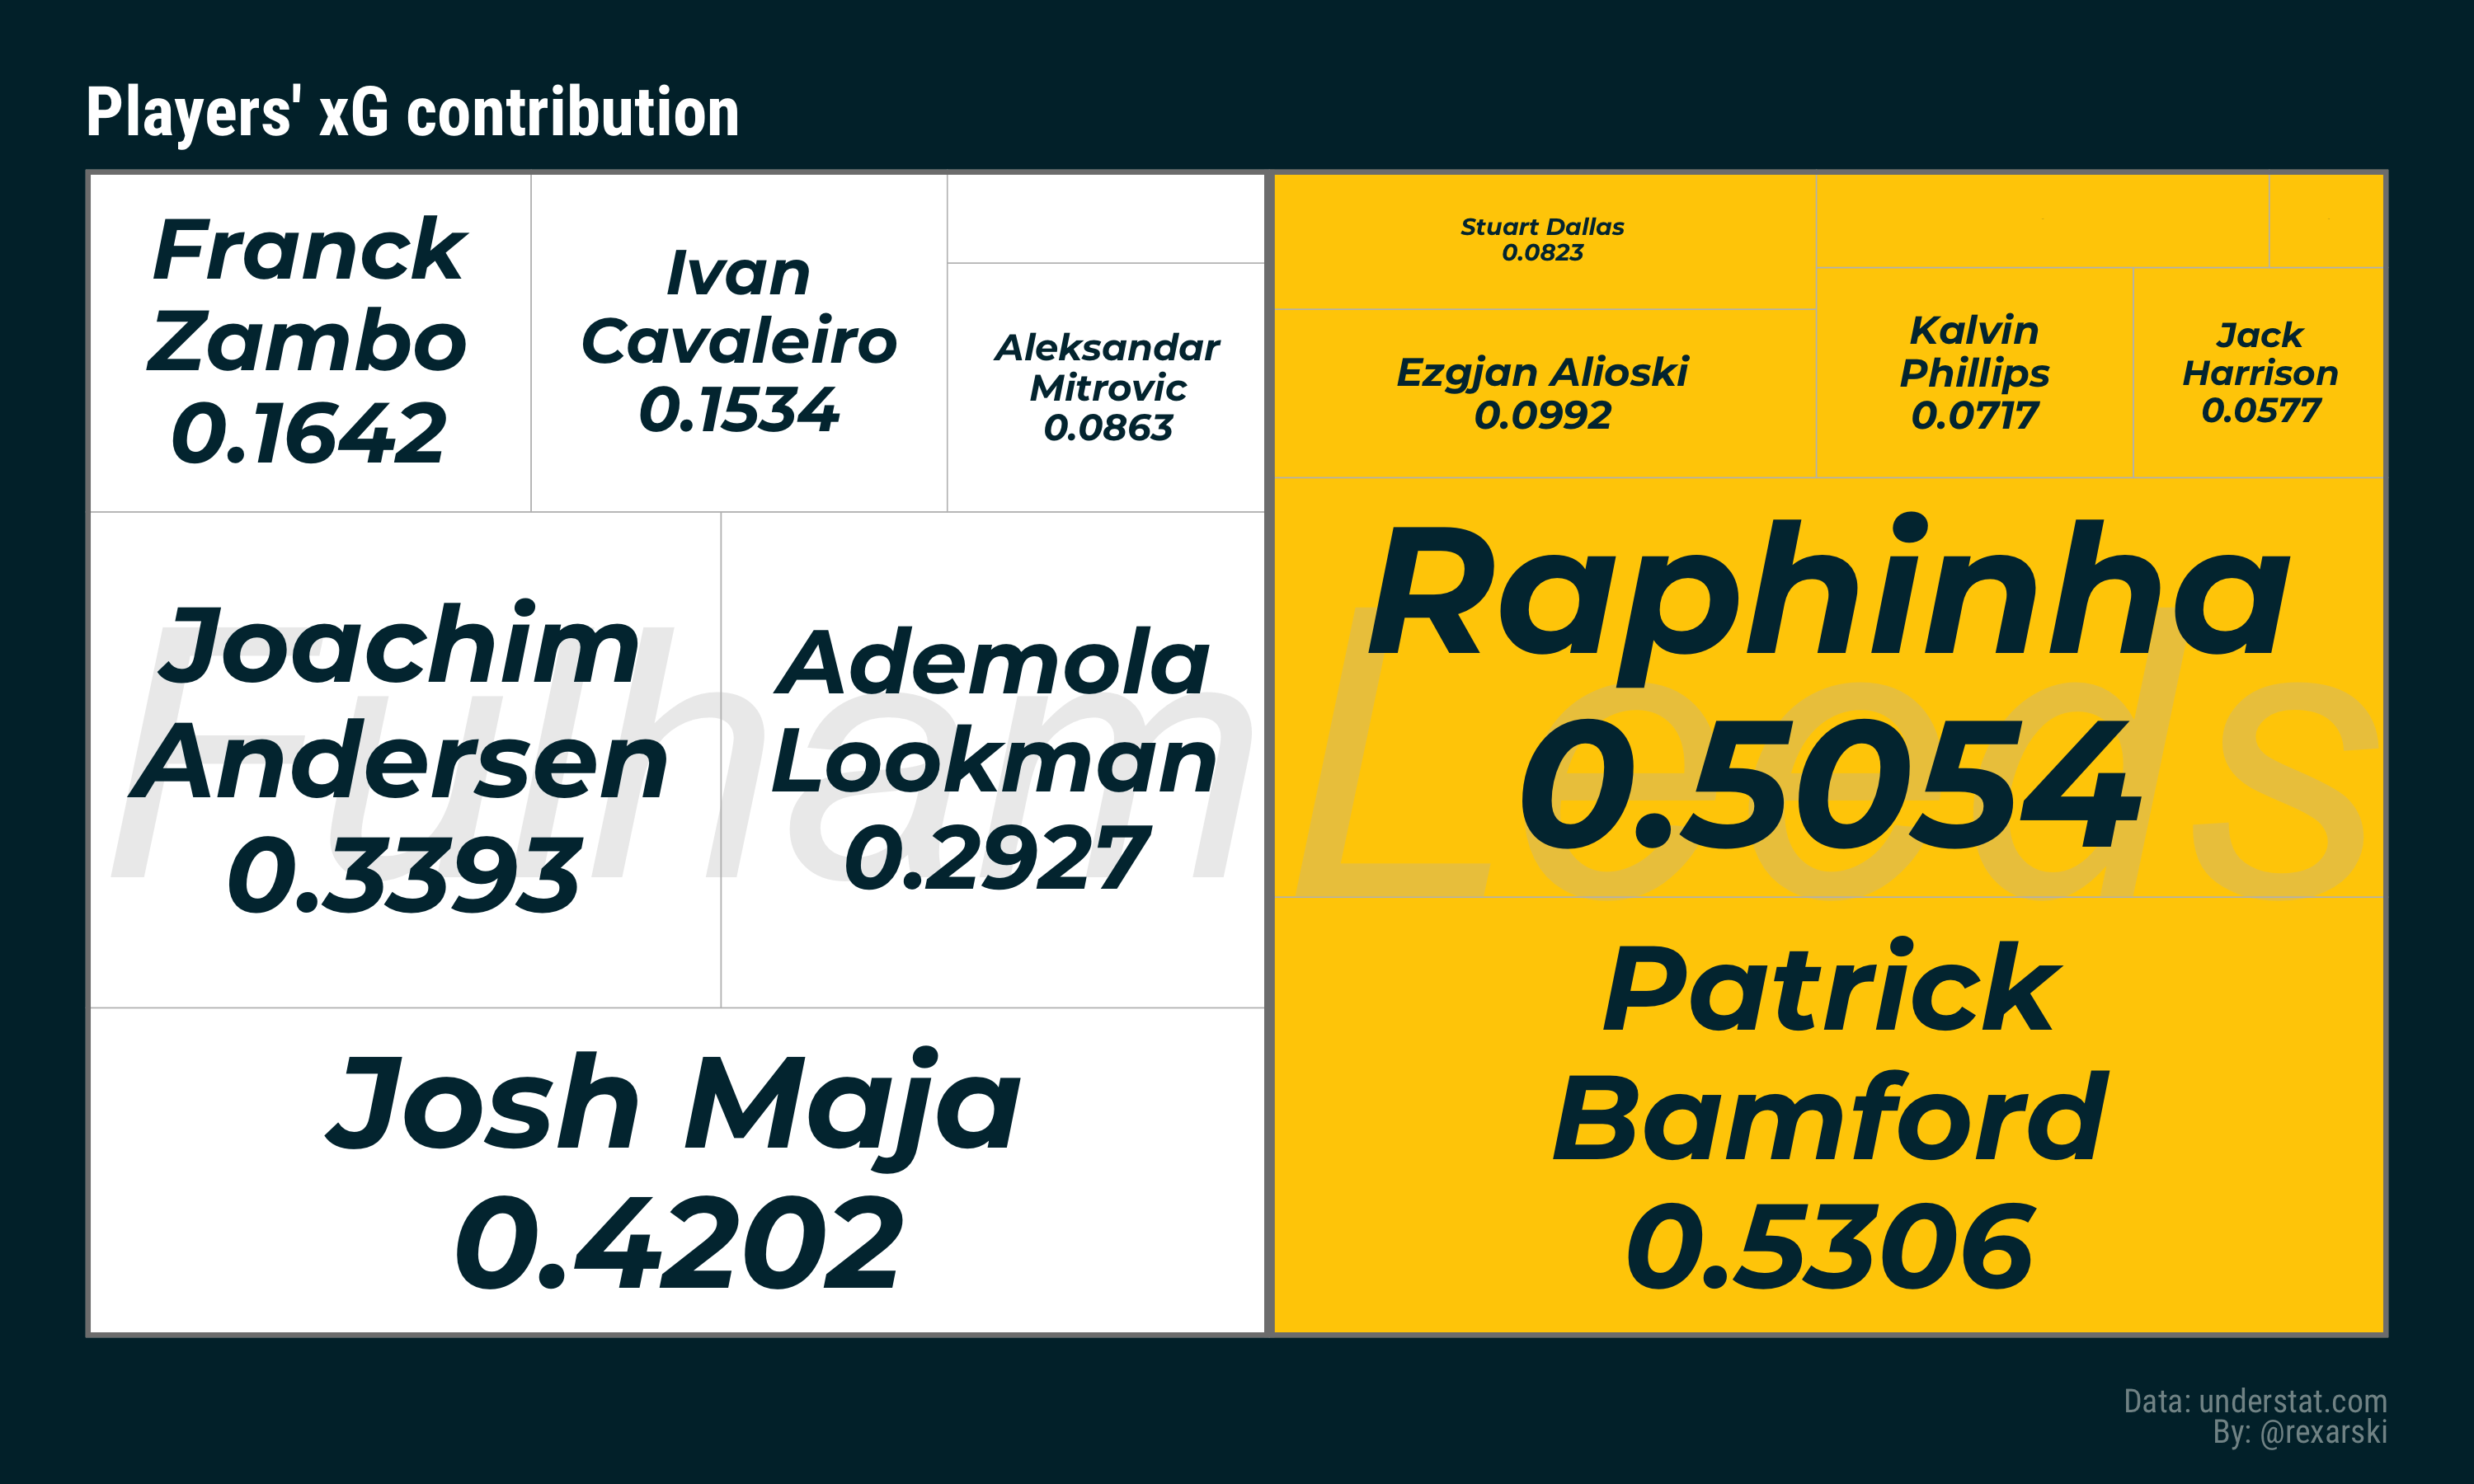 Players' xG contribution
Franck
Zambo
0.1642
Ivan
Cavaleiro
0.1534
Aleksandar
Mitrovic
0.0863
Joachim
Andersen
0.3393
Ademola
Lookman
0.2927
Josh Maja
0.4202
Fulham
Stuart Dallas
0.0823
Ezgjan Alioski
0.0992
Kalvin
Phillips
0.0717
Jack
Harrison
0.0577
Raphinha
0.5054
Patrick
Bamford
0.5306
Leeds
Data: understat.com
By: @rexarski